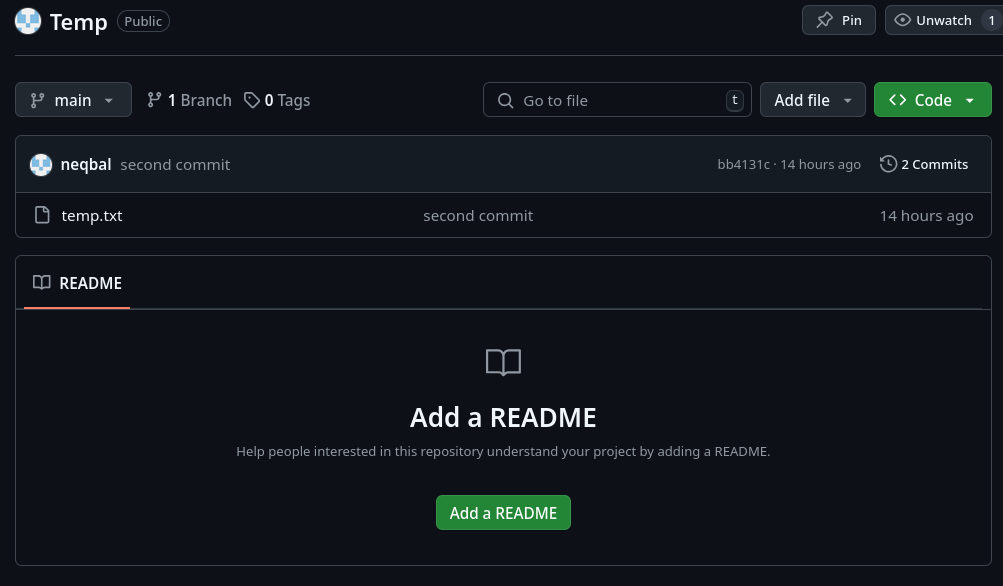 Temp Public Pin Unwatch 1
main 1 Branch 0 Tags Go to file t Add file Code
neqbal second commit bb4131c · 14 hours ago 2 Commits
temp.txt second commit 14 hours ago
README
Add a README
Help people interested in this repository understand your project by adding a README.
Add a README